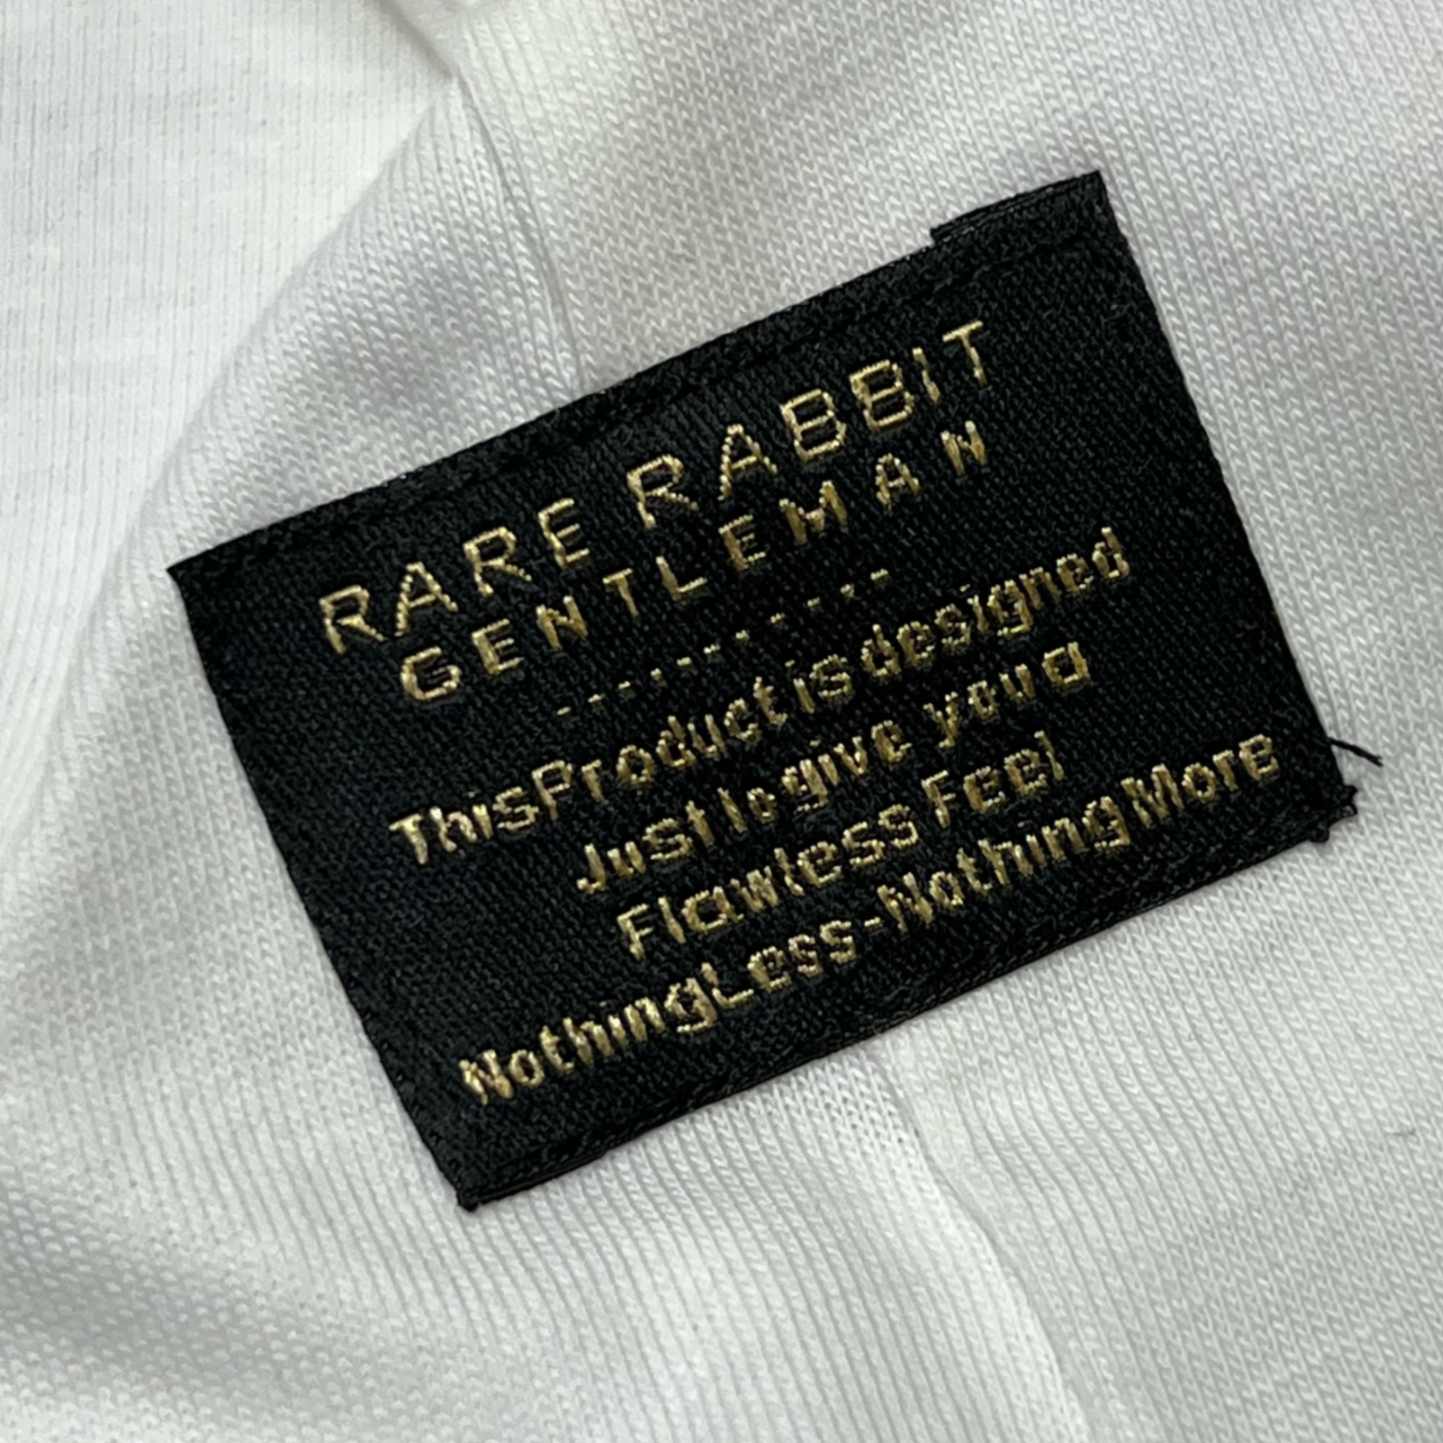 RARE RABBIT
GENTLEMAN
-----------
ThisProduct is designed
Just to give you a
Flawless Feel
NothingLess-NothingMore